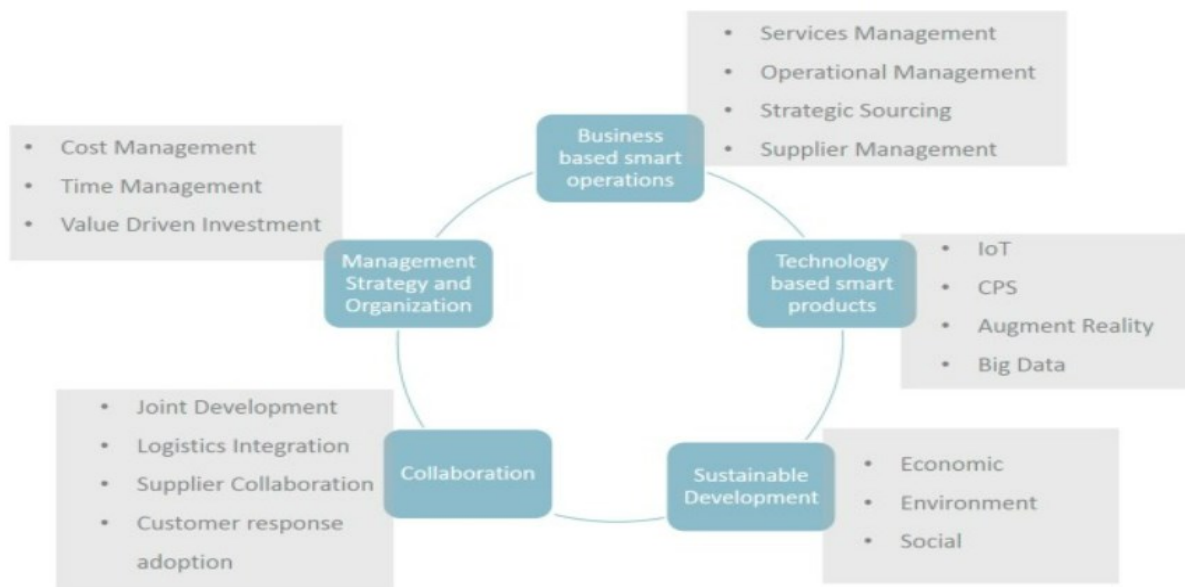 • Services Management
• Operational Management
• Strategic Sourcing
• Supplier Management
Business
based smart
operations
• Cost Management
• Time Management
• Value Driven Investment
Management
Strategy and
Organization
Technology
based smart
products
• IoT
• CPS
• Augment Reality
• Big Data
• Joint Development
• Logistics Integration
• Supplier Collaboration
• Customer response
adoption
Collaboration
Sustainable
Development
• Economic
• Environment
• Social